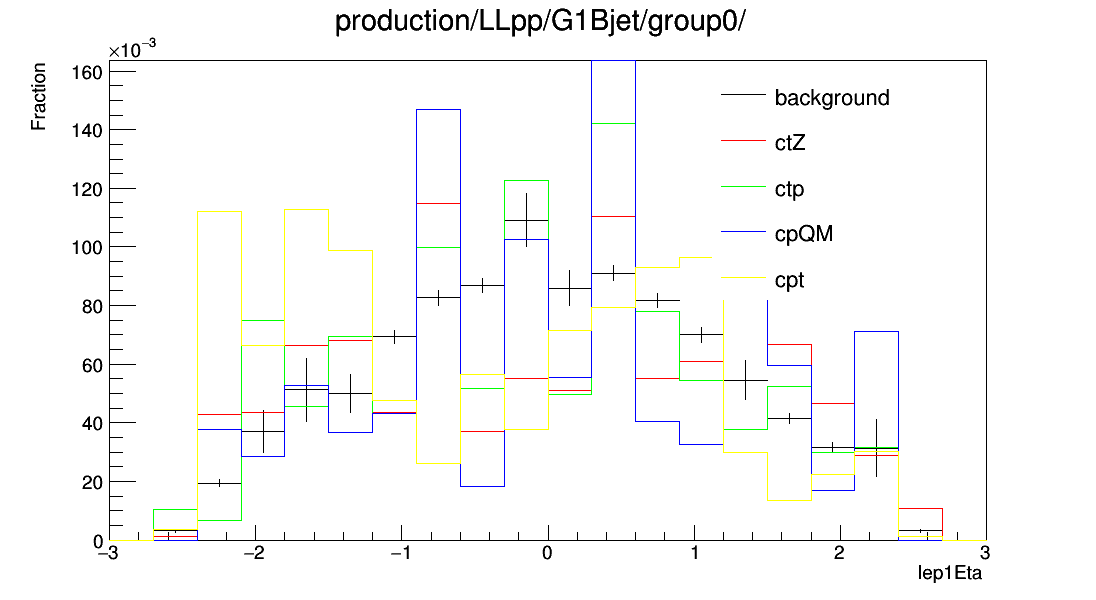 production/LLpp/G1Bjet/group0/
×10⁻³
Fraction
160
140
120
100
80
60
40
20
0
background
ctZ
ctp
cpQM
cpt
−3 −2 −1 0 1 2 3
lep1Eta